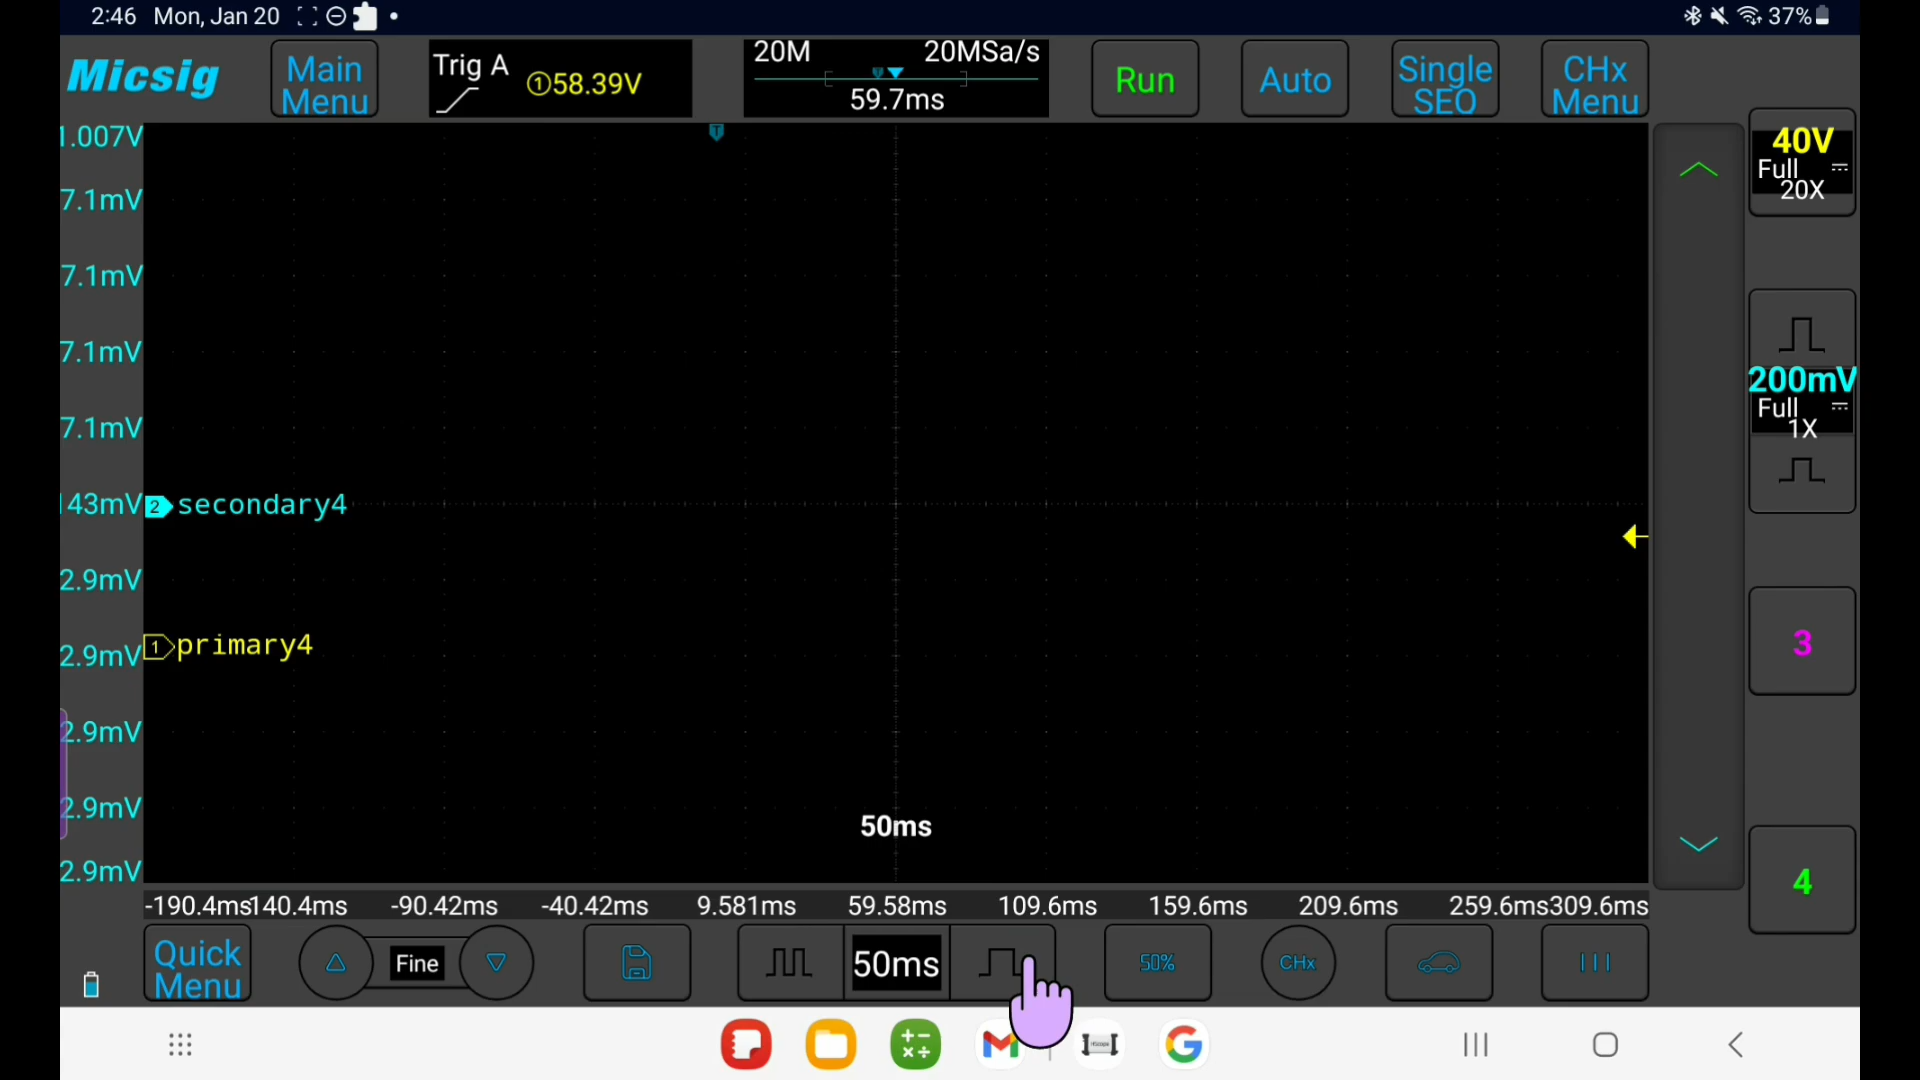 2:46 Mon, Jan 20
37%
Micsig
Main
Menu
Trig A
1 58.39V
20M 20MSa/s
59.7ms
Run
Auto
Single
SEQ
CHx
Menu
1.007V
7.1mV
7.1mV
7.1mV
7.1mV
43mV
2.9mV
2.9mV
2.9mV
2.9mV
2.9mV
T
2 secondary4
1 primary4
50ms
40V
Full
20X
200mV
Full
1X
3
4
-190.4ms 140.4ms -90.42ms -40.42ms 9.581ms 59.58ms 109.6ms 159.6ms 209.6ms 259.6ms 309.6ms
Quick
Menu
Fine
50ms
50%
CHx